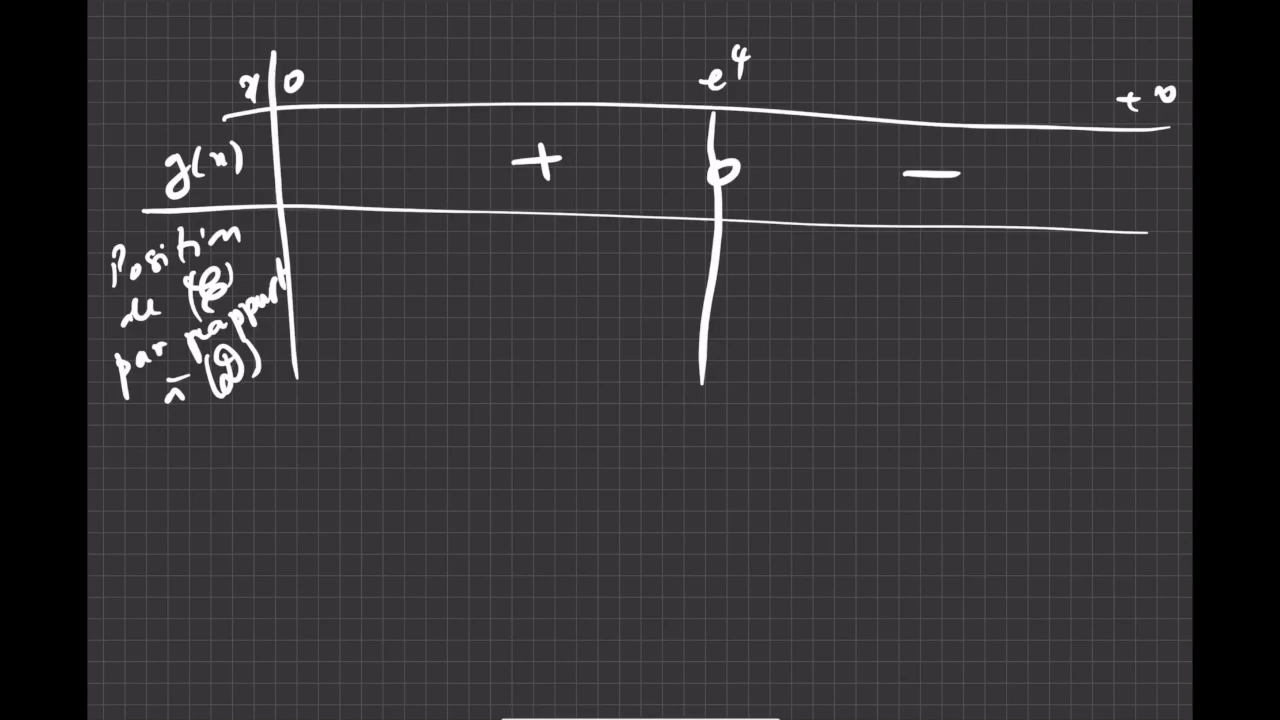 x 0 e⁴ +∞
g(x) + 0 −
Position
de (C)
par rapport
à (D)